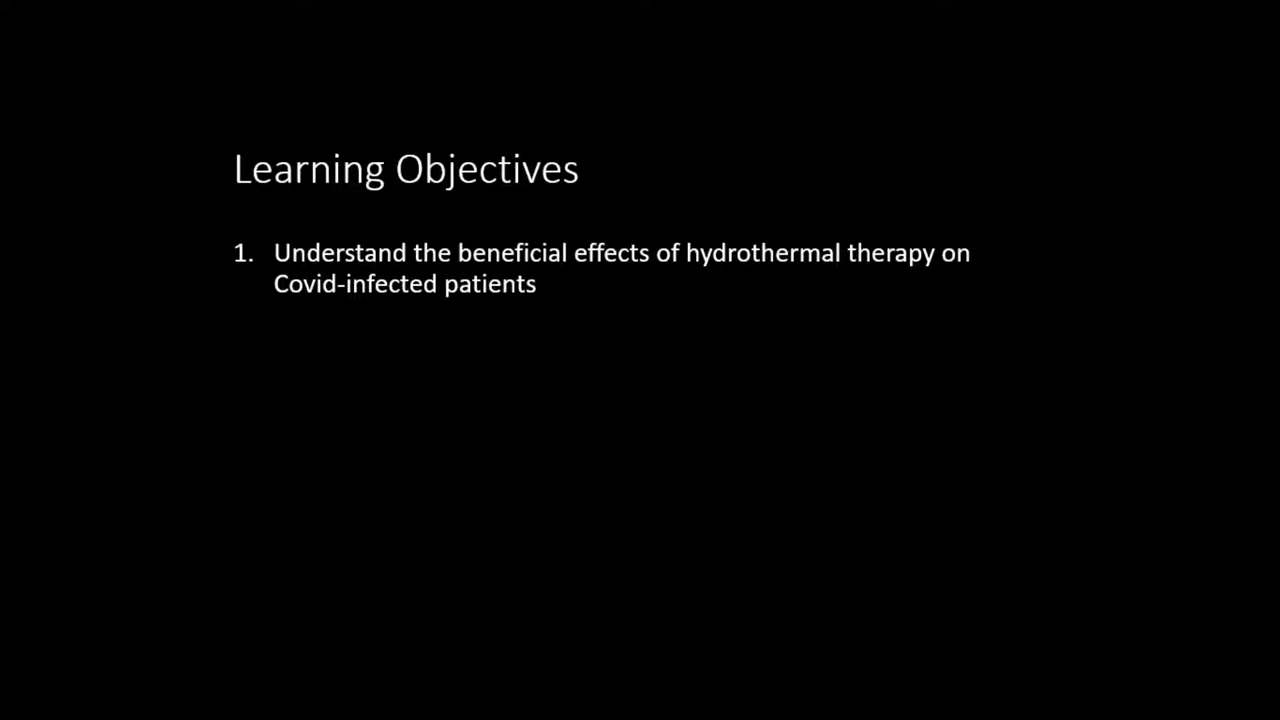 Learning Objectives
1. Understand the beneficial effects of hydrothermal therapy on
Covid-infected patients